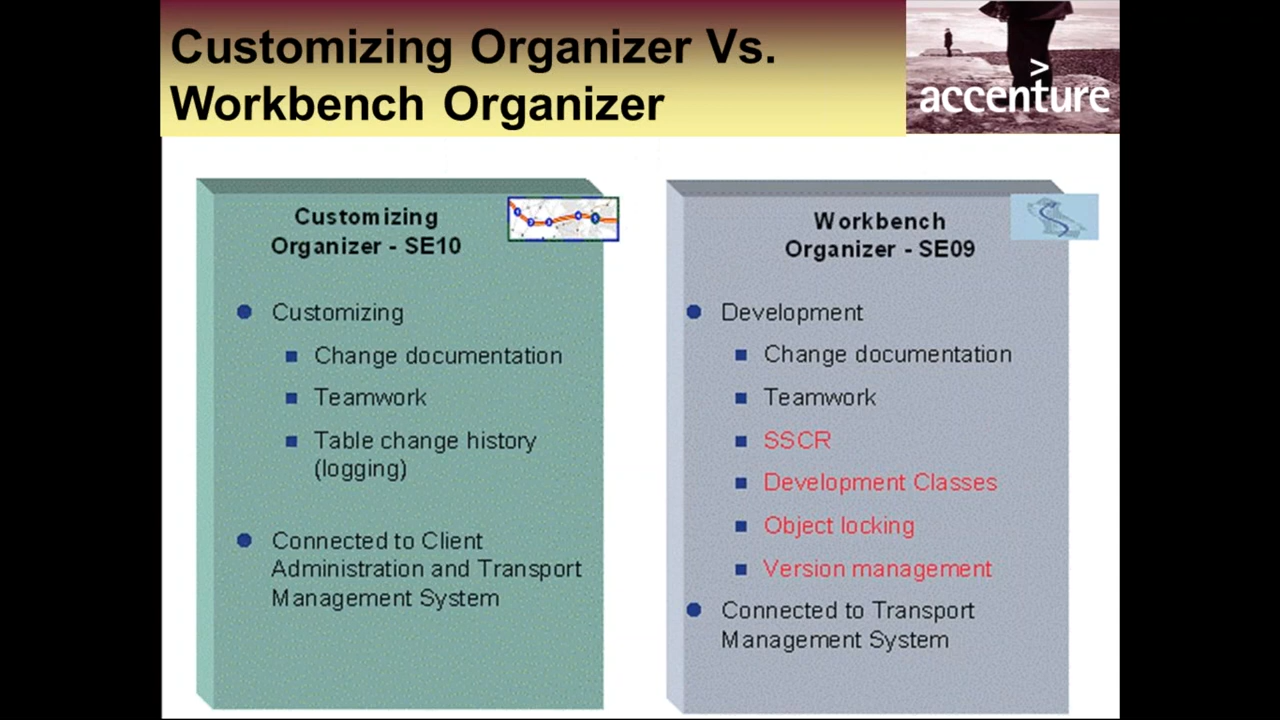 Customizing Organizer Vs.
Workbench Organizer
>
accenture
Customizing
Organizer - SE10
Customizing
Change documentation
Teamwork
Table change history
(logging)
Connected to Client
Administration and Transport
Management System
Workbench
Organizer - SE09
Development
Change documentation
Teamwork
SSCR
Development Classes
Object locking
Version management
Connected to Transport
Management System